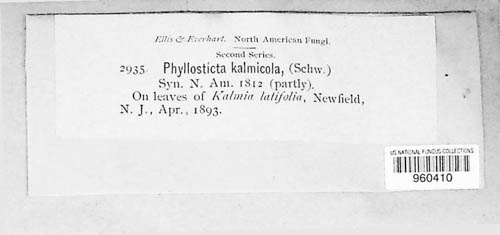 Ellis & Everhart. North American Fungi.
Second Series.
2935. Phyllosticta kalmicola, (Schw.)
Syn. N. Am. 1812 (partly).
On leaves of Kalmia latifolia, Newfield,
N. J., Apr., 1893.
US NATIONAL FUNGUS COLLECTIONS
960410